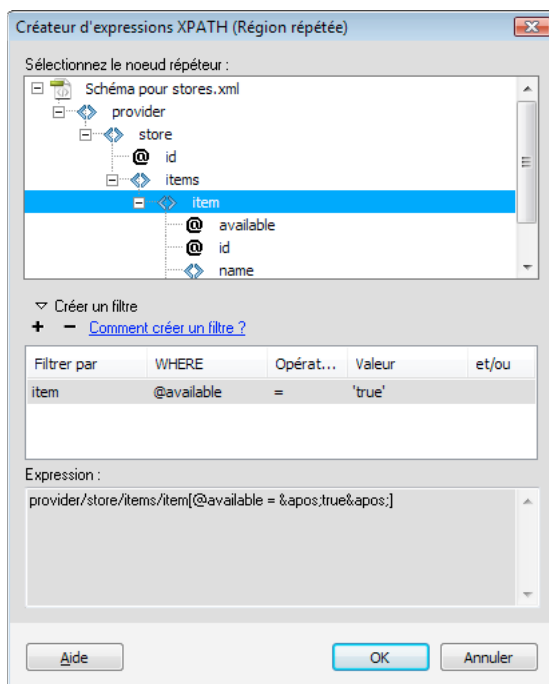 Créateur d'expressions XPATH (Région répétée)
Sélectionnez le noeud répéteur :
Schéma pour stores.xml
provider
store
@ id
items
item
@ available
@ id
name
Créer un filtre
+ − Comment créer un filtre ?
Filtrer par WHERE Opérat... Valeur et/ou
item @available = 'true'
Expression :
provider/store/items/item[@available = &apos;true&apos;]
Aide OK Annuler